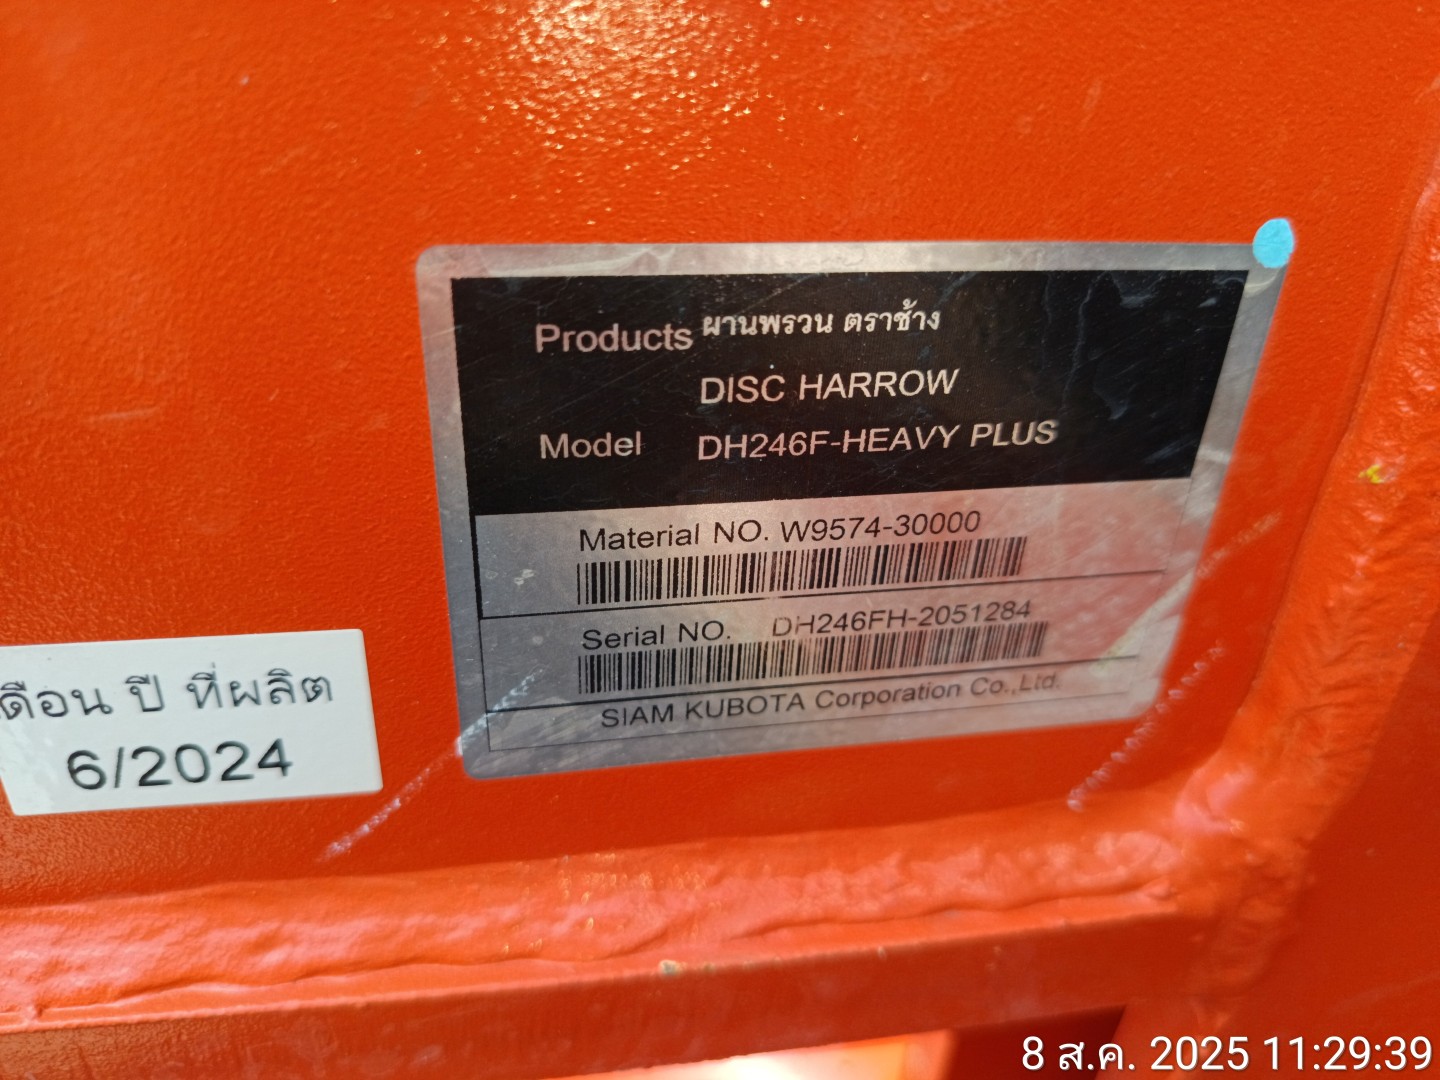 Products ผานพรวน ตราช้าง
DISC HARROW
Model DH246F-HEAVY PLUS
Material NO. W9574-30000
Serial NO. DH246FH-2051284
SIAM KUBOTA Corporation Co.,Ltd.
ดือน ปี ที่ผลิต
6/2024
8 ส.ค. 2025 11:29:39